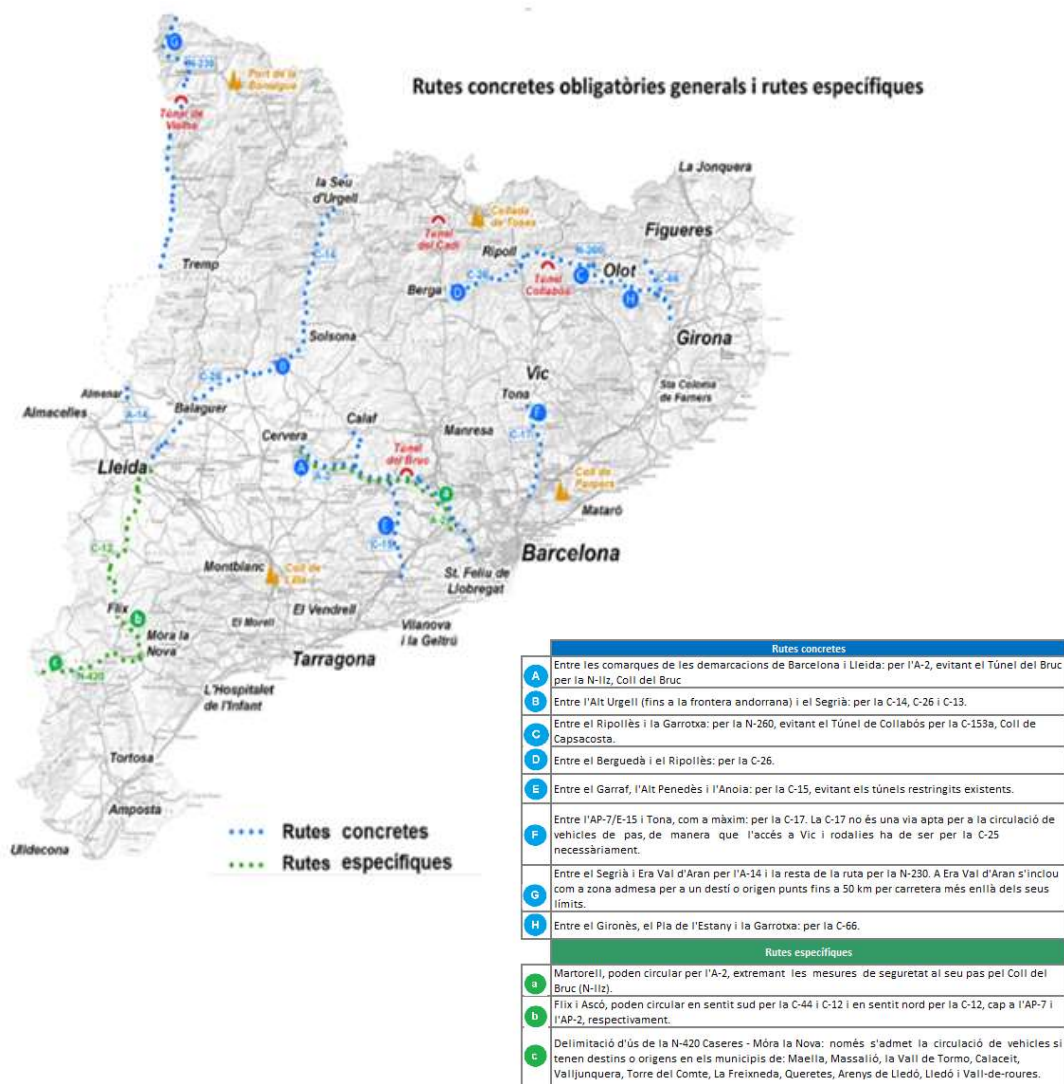 Rutes concretes obligatòries generals i rutes específiques
G
N-230
Port de la
Bonaigua
Túnel de
Vielha
La Jonquera
la Seu
d'Urgell
Collada
de Toses
Túnel
del Cadí
Figueres
Ripoll
N-260
C-14
Tremp
C-26
Olot
C-66
Berga
D
Túnel
Collabós
C
H
Solsona
Girona
B
C-26
Vic
Sta Coloma
de Farners
Almenar
Tona
Almacelles
A-14
Balaguer
Calaf
F
Cervera
Manresa
C-17
Lleida
Túnel
del Bruc
A
A-2
Coll de
Parpers
a
Mataró
E
C-15
C-12
Barcelona
Montblanc
Coll de
Lilla
St. Feliu de
Llobregat
Flix
El Vendrell
b
El Morell
Vilanova
i la Geltrú
Móra la
Nova
Tarragona
c
N-420
L'Hospitalet
de l'Infant
Tortosa
Amposta
Ulldecona
Rutes concretes
Rutes específiques
Rutes concretes
A Entre les comarques de les demarcacions de Barcelona i Lleida: per l'A-2, evitant el Túnel del Bruc
per la N-IIz, Coll del Bruc
B Entre l'Alt Urgell (fins a la frontera andorrana) i el Segrià: per la C-14, C-26 i C-13.
C Entre el Ripollès i la Garrotxa: per la N-260, evitant el Túnel de Collabós per la C-153a, Coll de
Capsacosta.
D Entre el Berguedà i el Ripollès: per la C-26.
E Entre el Garraf, l'Alt Penedès i l'Anoia: per la C-15, evitant els túnels restringits existents.
F Entre l'AP-7/E-15 i Tona, com a màxim: per la C-17. La C-17 no és una via apta per a la circulació de
vehicles de pas, de manera que l'accés a Vic i rodalies ha de ser per la C-25
necessàriament.
G Entre el Segrià i Era Val d'Aran per l'A-14 i la resta de la ruta per la N-230. A Era Val d'Aran s'inclou
com a zona admesa per a un destí o origen punts fins a 50 km per carretera més enllà dels seus
límits.
H Entre el Gironès, el Pla de l'Estany i la Garrotxa: per la C-66.
Rutes específiques
a Martorell, poden circular per l'A-2, extremant les mesures de seguretat al seu pas pel Coll del
Bruc (N-IIz).
b Flix i Ascó, poden circular en sentit sud per la C-44 i C-12 i en sentit nord per la C-12, cap a l'AP-7 i
l'AP-2, respectivament.
c Delimitació d'ús de la N-420 Caseres - Móra la Nova: només s'admet la circulació de vehicles si
tenen destins o origens en els municipis de: Maella, Massalió, la Vall de Tormo, Calaceit,
Valljunquera, Torre del Comte, La Freixneda, Queretes, Arenys de Lledó, Lledó i Vall-de-roures.